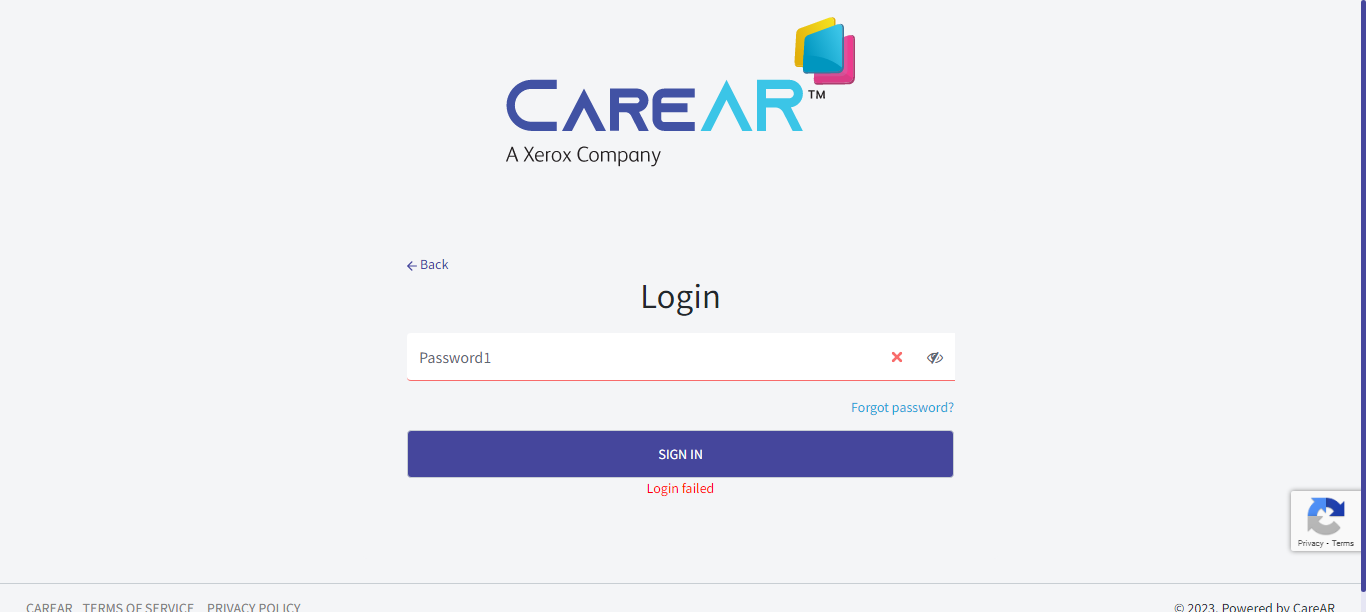 CAREAR™
A Xerox Company
Back
Login
Password1
Forgot password?
SIGN IN
Login failed
Privacy - Terms
CAREAR TERMS OF SERVICE PRIVACY POLICY © 2023. Powered by CareAR